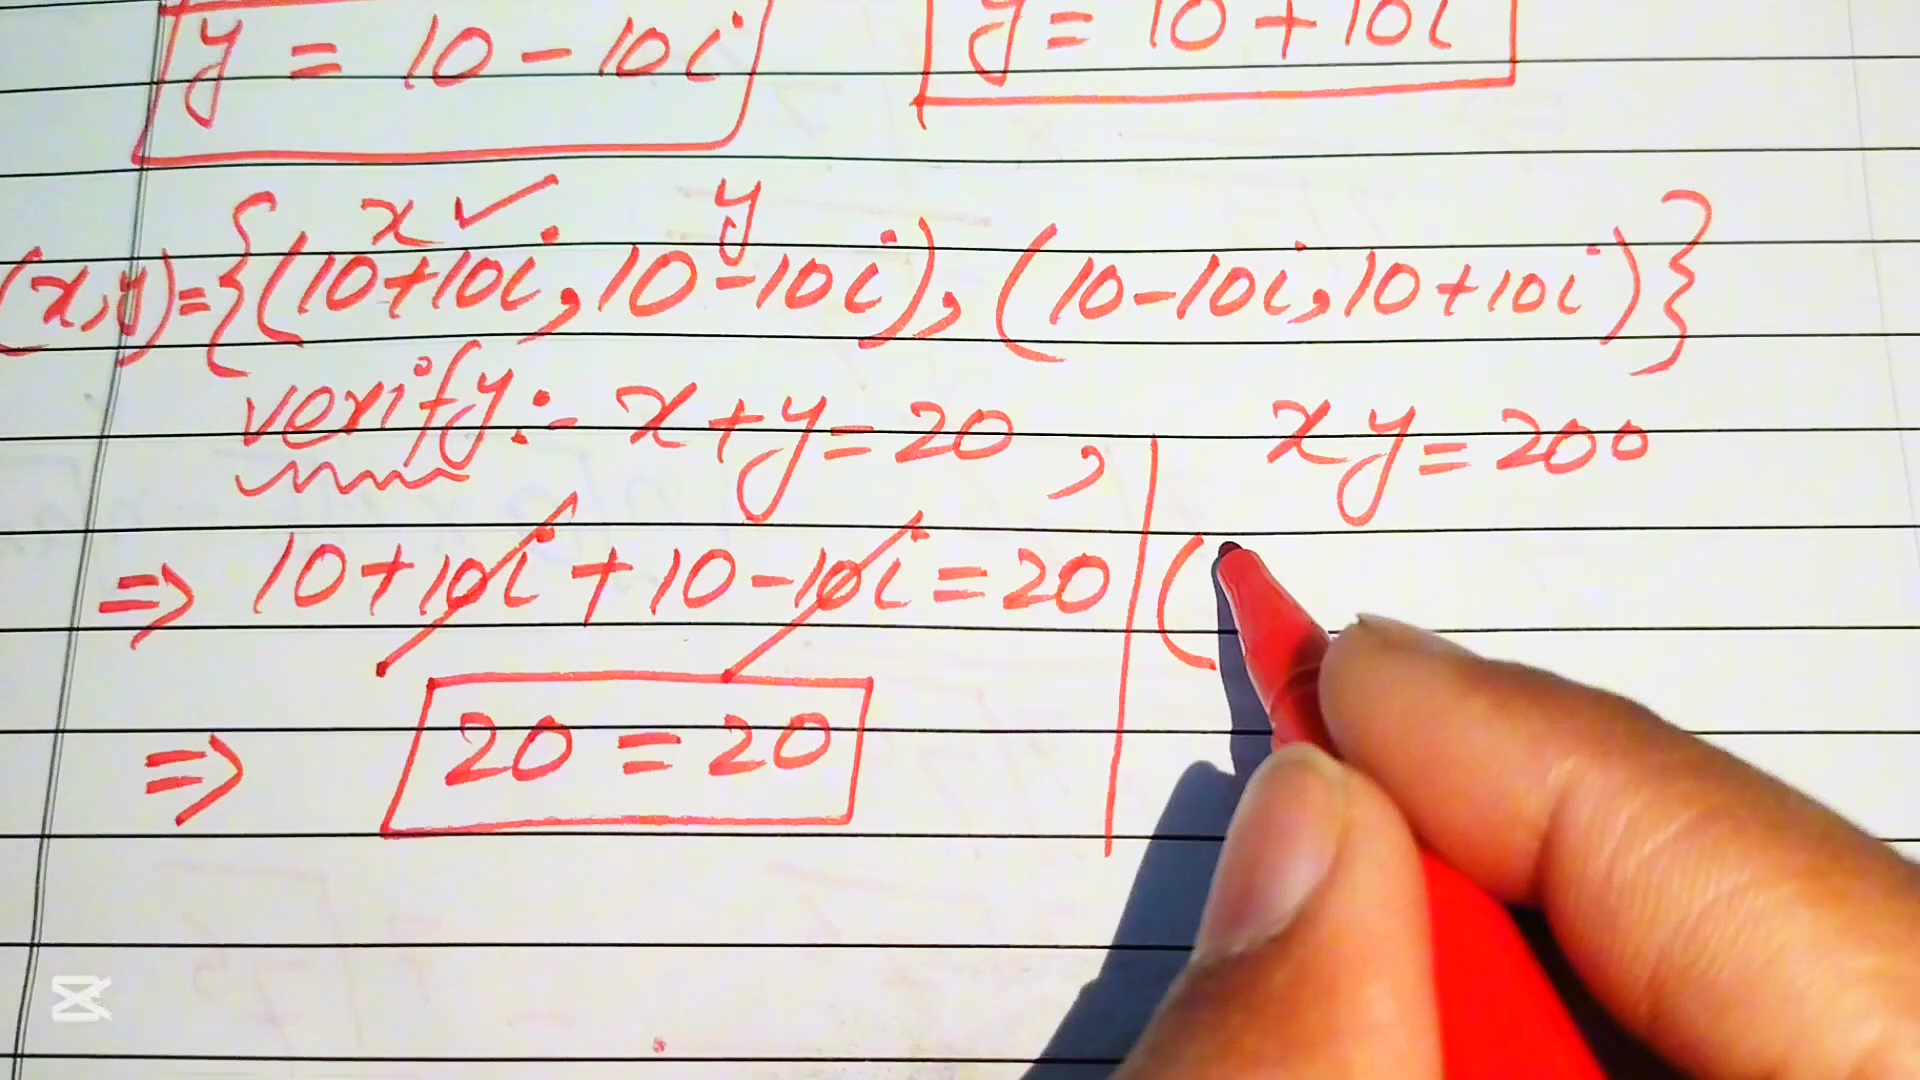 y = 10 - 10i y = 10 + 10i
x ✓ y
(x,y)={(10+10i, 10-10i), (10-10i, 10+10i)}
verify:- x+y=20, xy=200
⇒ 10+10i+10-10i=20 (
⇒ 20 = 20